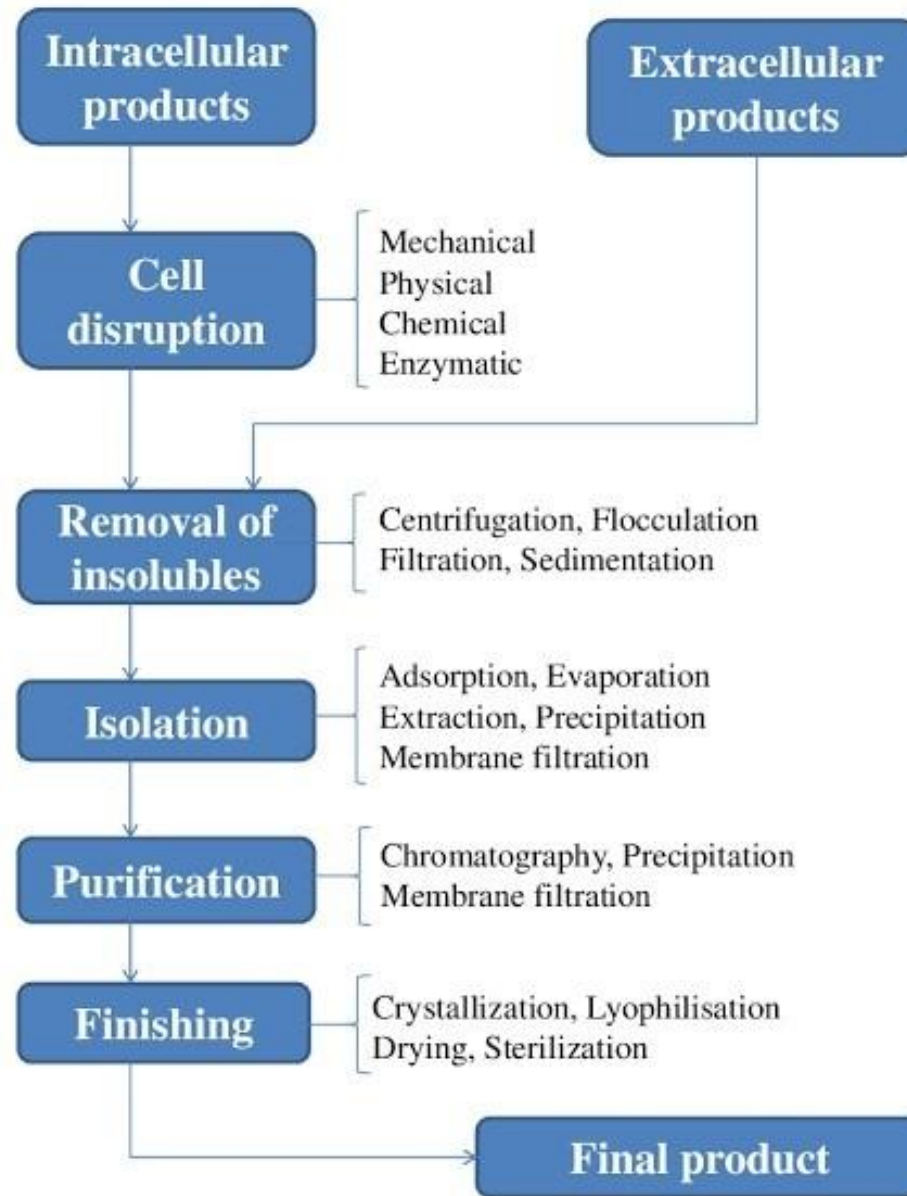 Intracellular
products
Extracellular
products
Cell
disruption
Mechanical
Physical
Chemical
Enzymatic
Removal of
insolubles
Centrifugation, Flocculation
Filtration, Sedimentation
Isolation
Adsorption, Evaporation
Extraction, Precipitation
Membrane filtration
Purification
Chromatography, Precipitation
Membrane filtration
Finishing
Crystallization, Lyophilisation
Drying, Sterilization
Final product